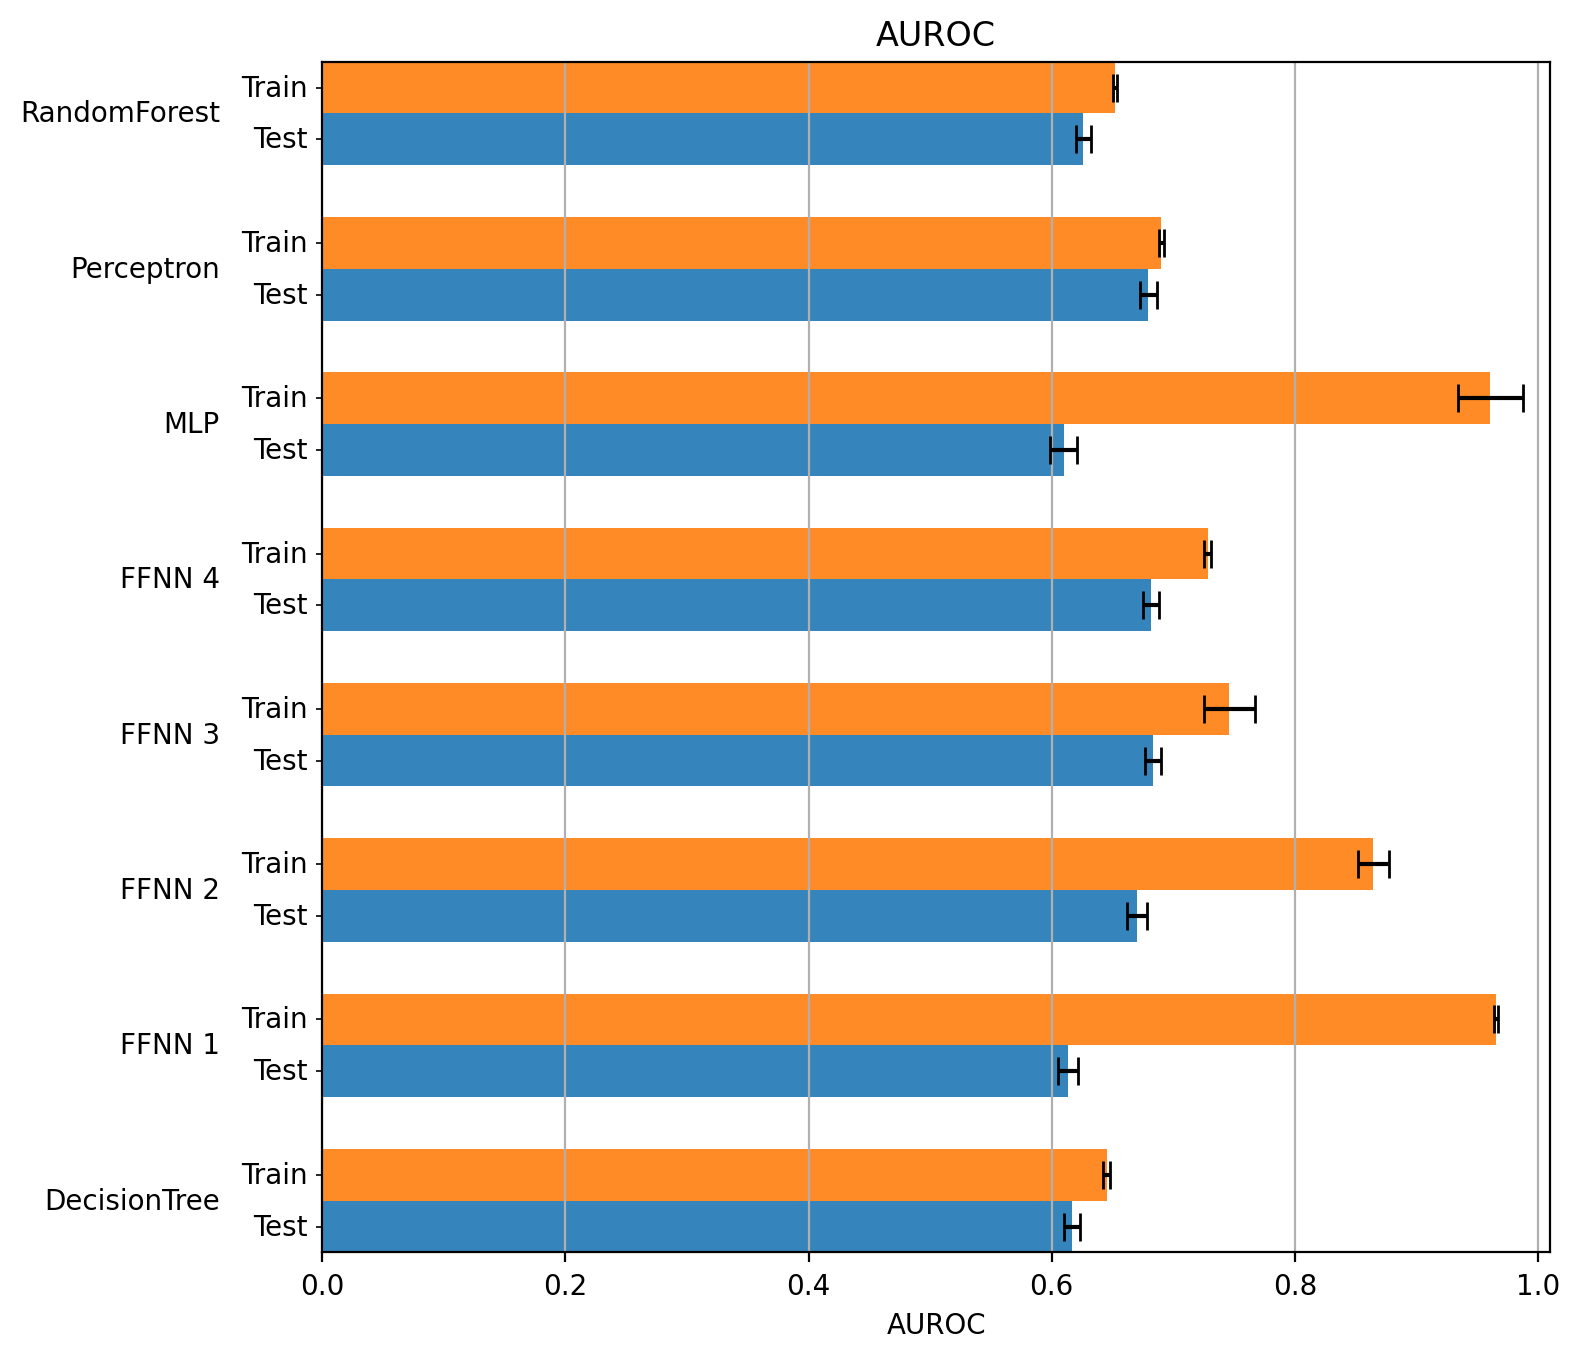 AUROC
RandomForest
Train
Test
Perceptron
Train
Test
MLP
Train
Test
FFNN 4
Train
Test
FFNN 3
Train
Test
FFNN 2
Train
Test
FFNN 1
Train
Test
DecisionTree
Train
Test
0.0 0.2 0.4 0.6 0.8 1.0
AUROC